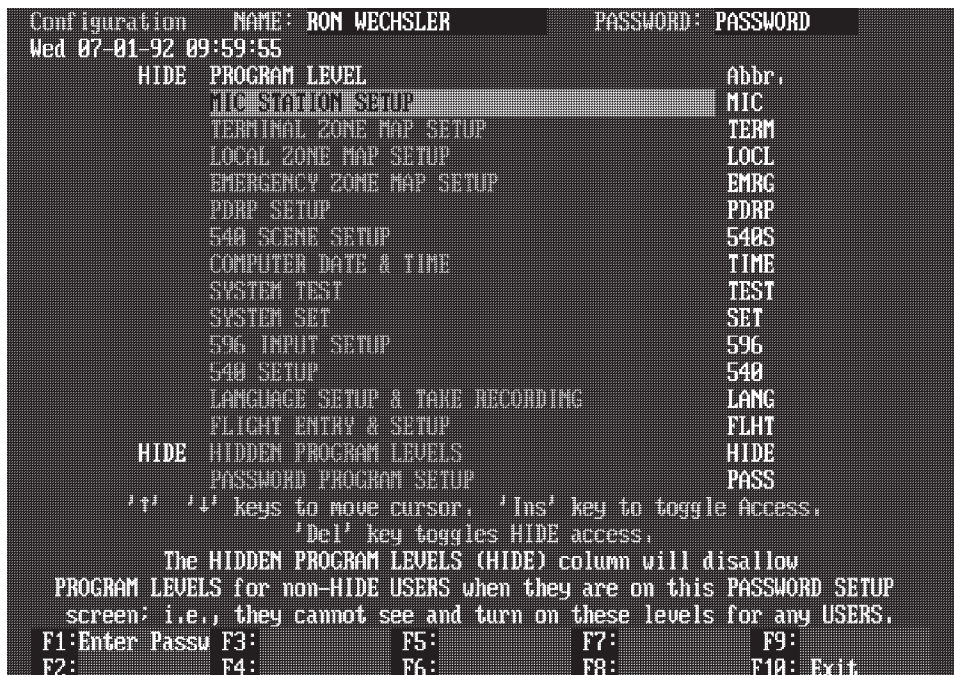 Configuration NAME: RON WECHSLER PASSWORD: PASSWORD
Wed 07-01-92 09:59:55
HIDE PROGRAM LEVEL Abbr.
MIC STATION SETUP MIC
TERMINAL ZONE MAP SETUP TERM
LOCAL ZONE MAP SETUP LOCL
EMERGENCY ZONE MAP SETUP EMRG
PDRP SETUP PDRP
540 SCENE SETUP 540S
COMPUTER DATE & TIME TIME
SYSTEM TEST TEST
SYSTEM SET SET
596 INPUT SETUP 596
540 SETUP 540
LANGUAGE SETUP & TAKE RECORDING LANG
FLIGHT ENTRY & SETUP FLHT
HIDE HIDDEN PROGRAM LEVELS HIDE
PASSWORD PROGRAM SETUP PASS
'↑' '↓' keys to move cursor. 'Ins' key to toggle Access.
'Del' key toggles HIDE access.
The HIDDEN PROGRAM LEVELS (HIDE) column will disallow
PROGRAM LEVELS for non-HIDE USERS when they are on this PASSWORD SETUP
screen; i.e., they cannot see and turn on these levels for any USERS.
F1:Enter Passw F3: F5: F7: F9:
F2: F4: F6: F8: F10: Exit